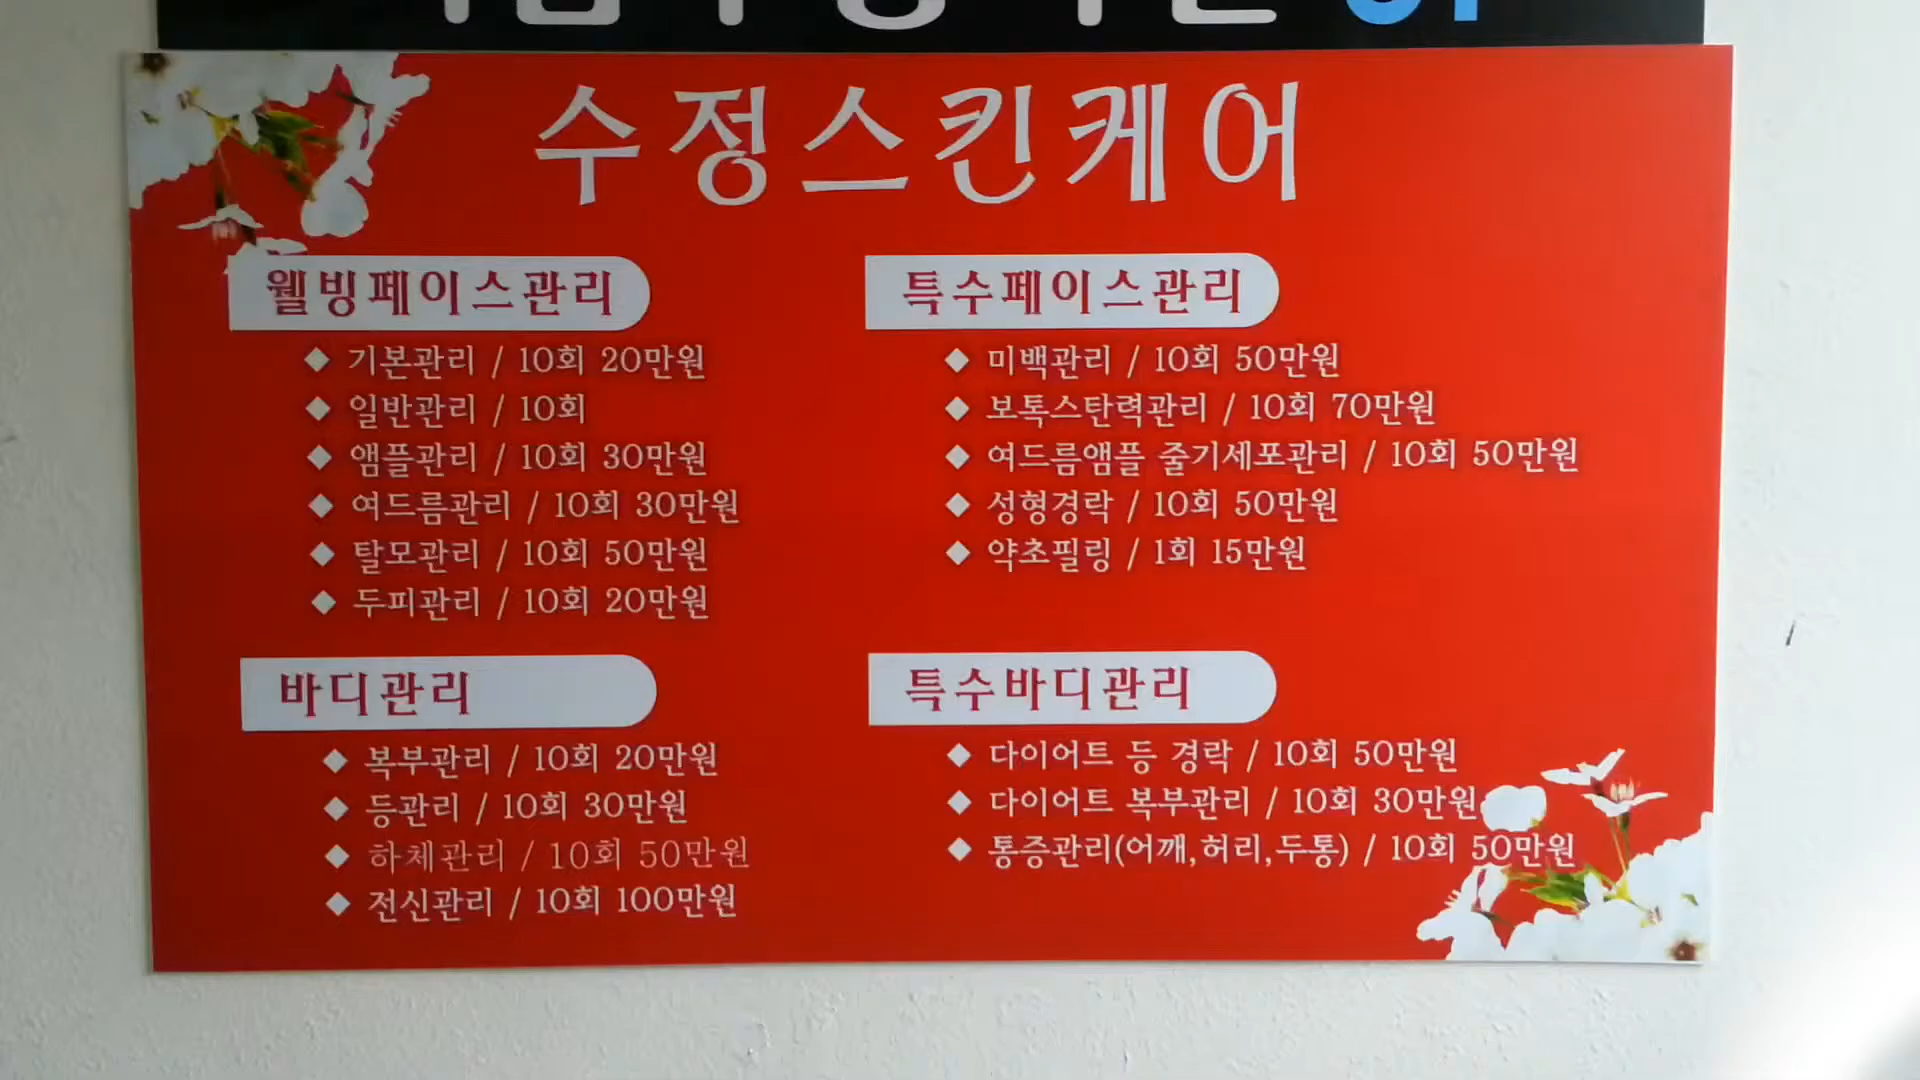 수정스킨케어
웰빙페이스관리
◆ 기본관리 / 10회 20만원
◆ 일반관리 / 10회
◆ 앰플관리 / 10회 30만원
◆ 여드름관리 / 10회 30만원
◆ 탈모관리 / 10회 50만원
◆ 두피관리 / 10회 20만원
특수페이스관리
◆ 미백관리 / 10회 50만원
◆ 보톡스탄력관리 / 10회 70만원
◆ 여드름앰플 줄기세포관리 / 10회 50만원
◆ 성형경락 / 10회 50만원
◆ 약초필링 / 1회 15만원
바디관리
◆ 복부관리 / 10회 20만원
◆ 등관리 / 10회 30만원
◆ 하체관리 / 10회 50만원
◆ 전신관리 / 10회 100만원
특수바디관리
◆ 다이어트 등 경락 / 10회 50만원
◆ 다이어트 복부관리 / 10회 30만원
◆ 통증관리(어깨,허리,두통) / 10회 50만원